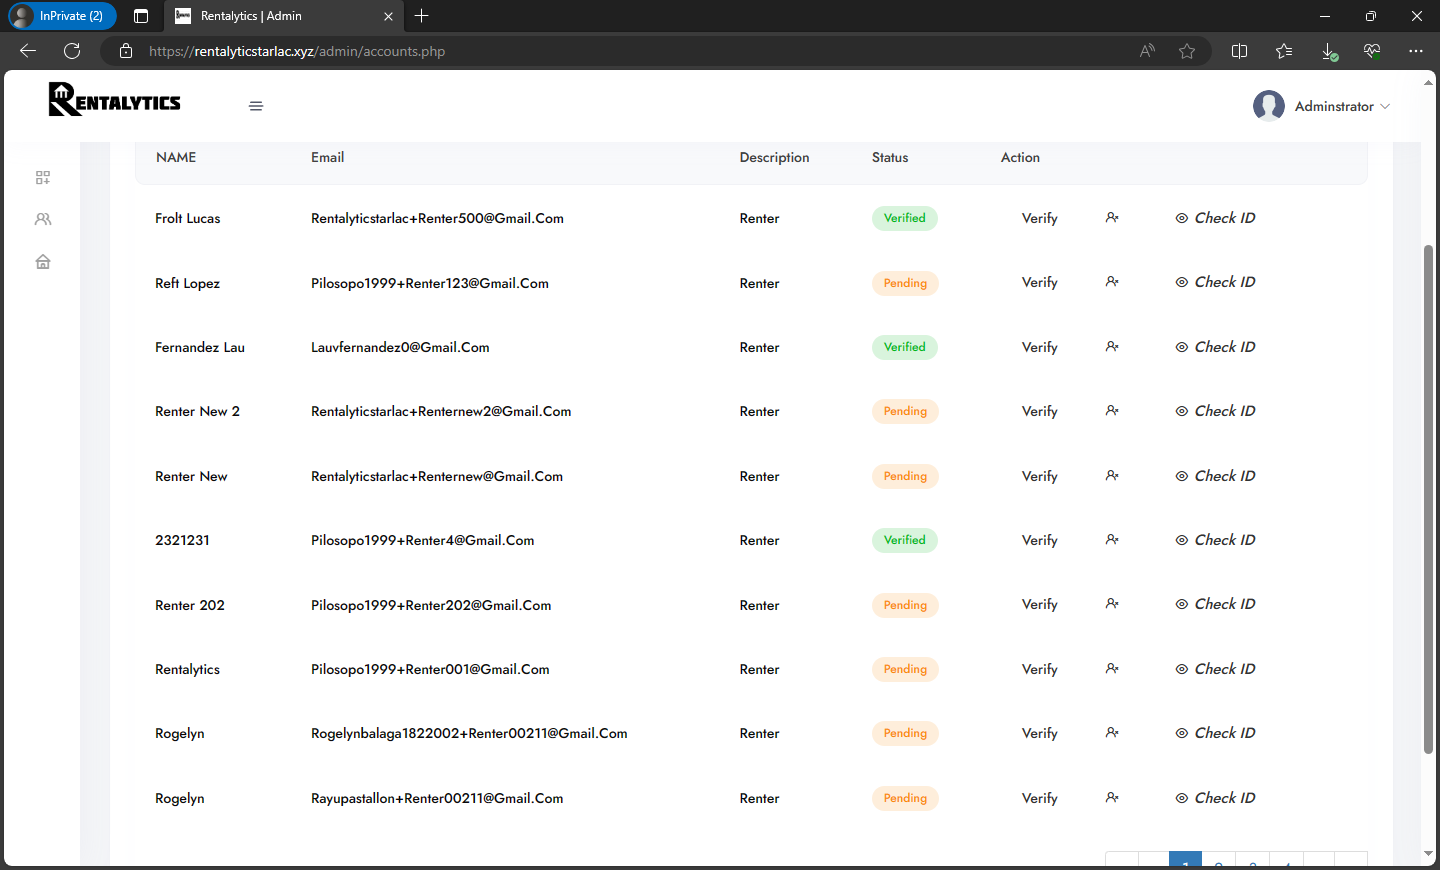 InPrivate (2)
Rentalytics | Admin
https://rentalyticstarlac.xyz/admin/accounts.php
RENTALYTICS
Adminstrator
NAME Email Description Status Action
Frolt Lucas Rentalyticstarlac+Renter500@Gmail.Com Renter Verified Verify Check ID
Reft Lopez Pilosopo1999+Renter123@Gmail.Com Renter Pending Verify Check ID
Fernandez Lau Lauvfernandez0@Gmail.Com Renter Verified Verify Check ID
Renter New 2 Rentalyticstarlac+Renternew2@Gmail.Com Renter Pending Verify Check ID
Renter New Rentalyticstarlac+Renternew@Gmail.Com Renter Pending Verify Check ID
2321231 Pilosopo1999+Renter4@Gmail.Com Renter Verified Verify Check ID
Renter 202 Pilosopo1999+Renter202@Gmail.Com Renter Pending Verify Check ID
Rentalytics Pilosopo1999+Renter001@Gmail.Com Renter Pending Verify Check ID
Rogelyn Rogelynbalaga1822002+Renter00211@Gmail.Com Renter Pending Verify Check ID
Rogelyn Rayupastallon+Renter00211@Gmail.Com Renter Pending Verify Check ID